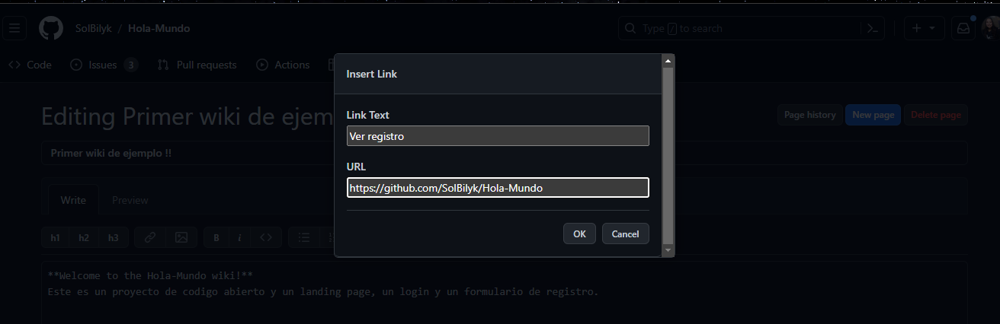 SolBilyk / Hola-Mundo
Type / to search
Code
Issues 3
Pull requests
Actions
Insert Link
Editing Primer wiki de ejem
Page history
New page
Delete page
Link Text
Ver registro
Primer wiki de ejemplo !!
URL
https://github.com/SolBilyk/Hola-Mundo
Write
Preview
h1 h2 h3
B i
OK
Cancel
**Welcome to the Hola-Mundo wiki!**
Este es un proyecto de codigo abierto y un landing page, un login y un formulario de registro.